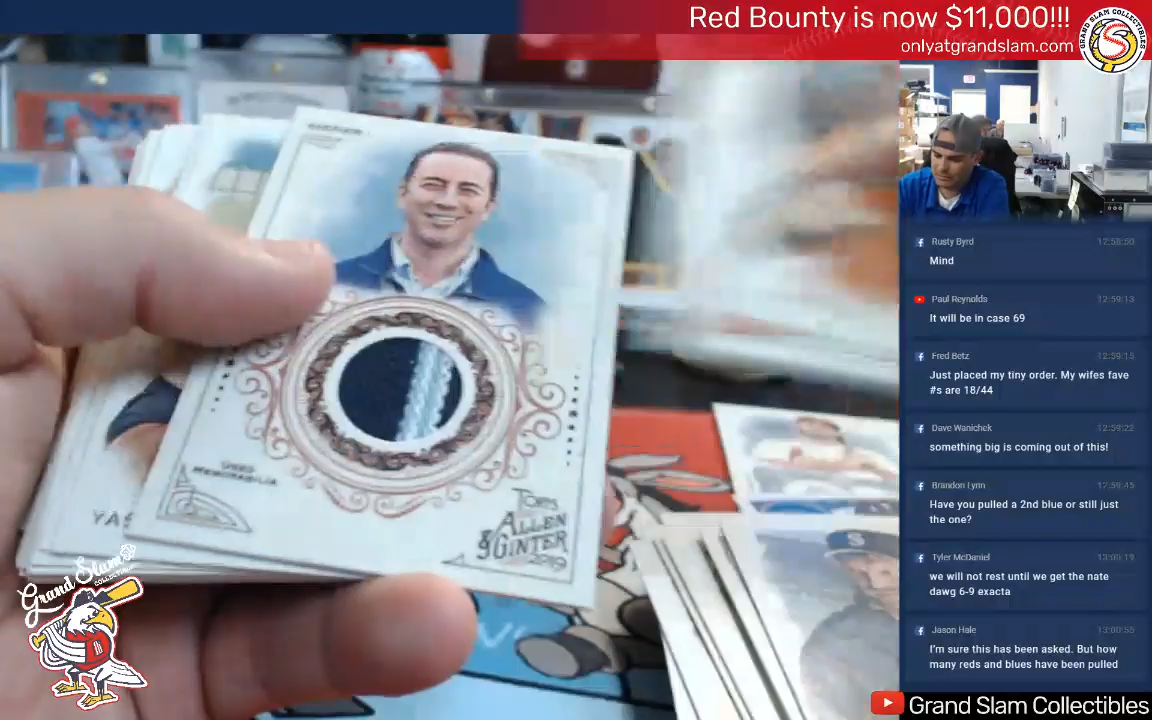 Red Bounty is now $11,000!!!
onlyatgrandslam.com
GRAND SLAM COLLECTIBLES
USED
MEMORABILIA
TOPPS
ALLEN
& GINTER
2019
YAS
S
Grand Slam
COLLECTIBLES
Rusty Byrd 12:58:50
Mind
Paul Reynolds 12:59:13
It will be in case 69
Fred Betz 12:59:15
Just placed my tiny order. My wifes fave
#s are 18/44
Dave Wanichek 12:59:22
something big is coming out of this!
Brandon Lynn 12:59:45
Have you pulled a 2nd blue or still just
the one?
Tyler McDaniel 13:00:19
we will not rest until we get the nate
dawg 6-9 exacta
Jason Hale 13:00:55
I'm sure this has been asked. But how
many reds and blues have been pulled
Grand Slam Collectibles